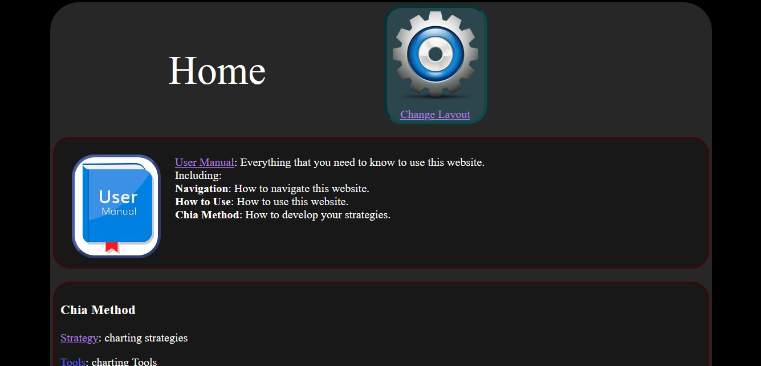 Home
Change Layout
User Manual
User Manual: Everything that you need to know to use this website.
Including:
Navigation: How to navigate this website.
How to Use: How to use this website.
Chia Method: How to develop your strategies.
Chia Method
Strategy: charting strategies
Tools: charting Tools